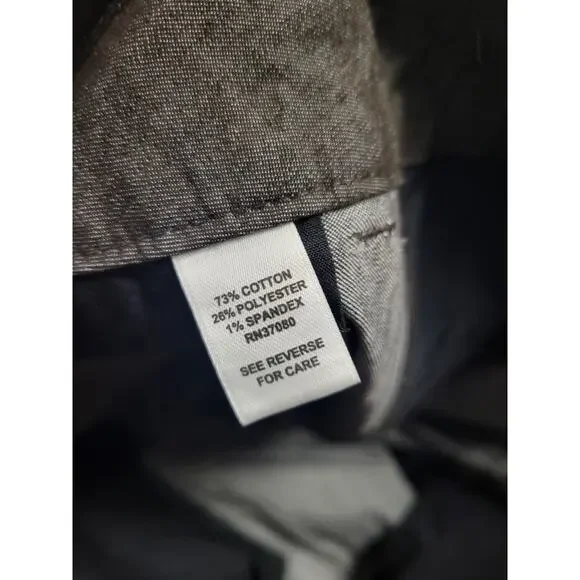 73% COTTON
26% POLYESTER
1% SPANDEX
RN37080
SEE REVERSE
FOR CARE